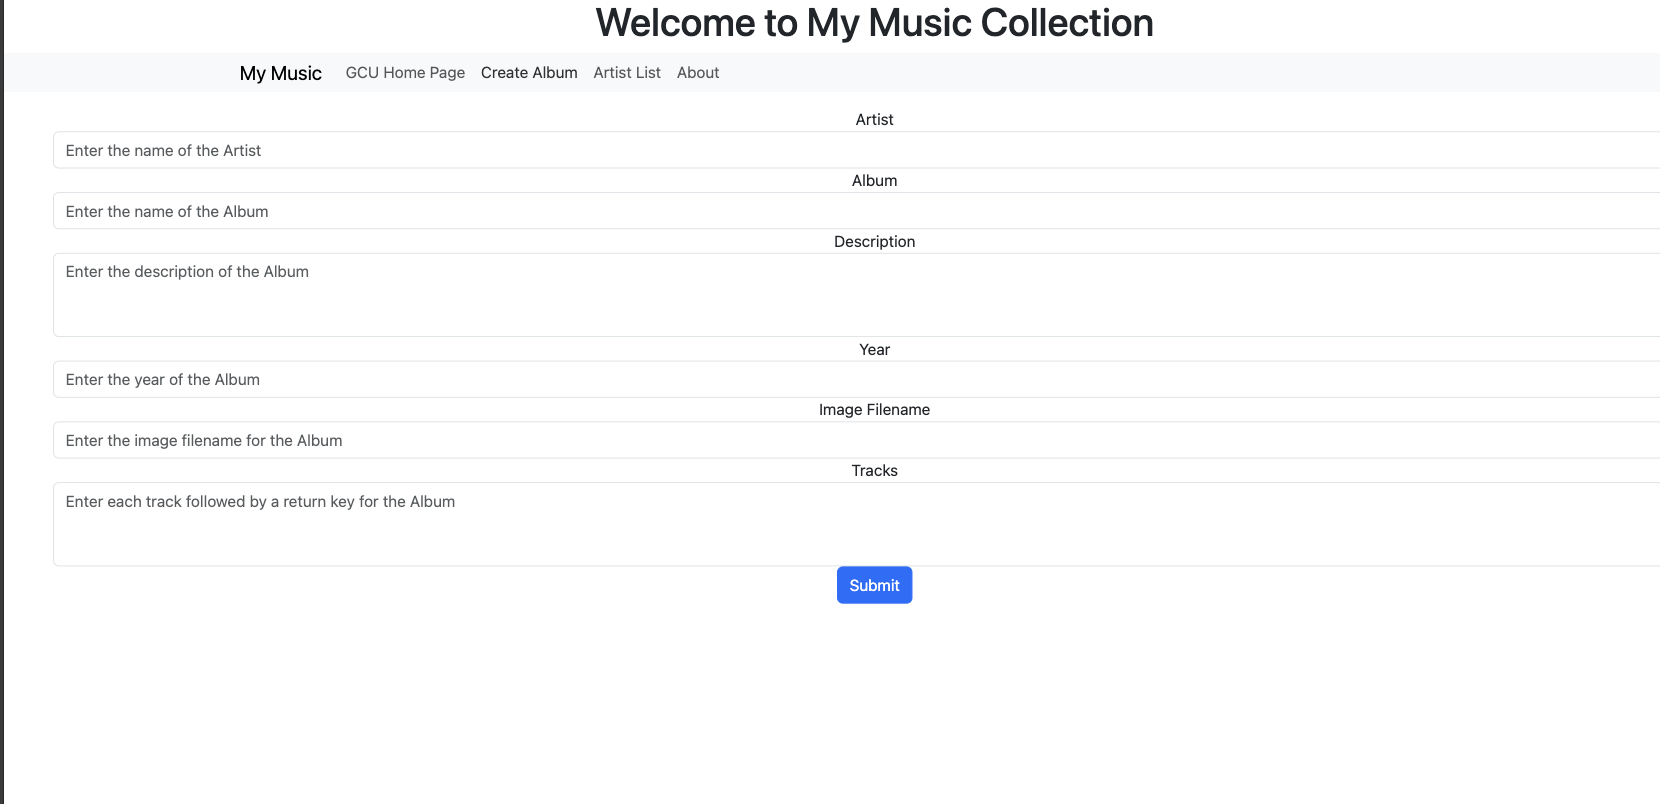 Welcome to My Music Collection
My Music GCU Home Page Create Album Artist List About
Artist
Enter the name of the Artist
Album
Enter the name of the Album
Description
Enter the description of the Album
Year
Enter the year of the Album
Image Filename
Enter the image filename for the Album
Tracks
Enter each track followed by a return key for the Album
Submit